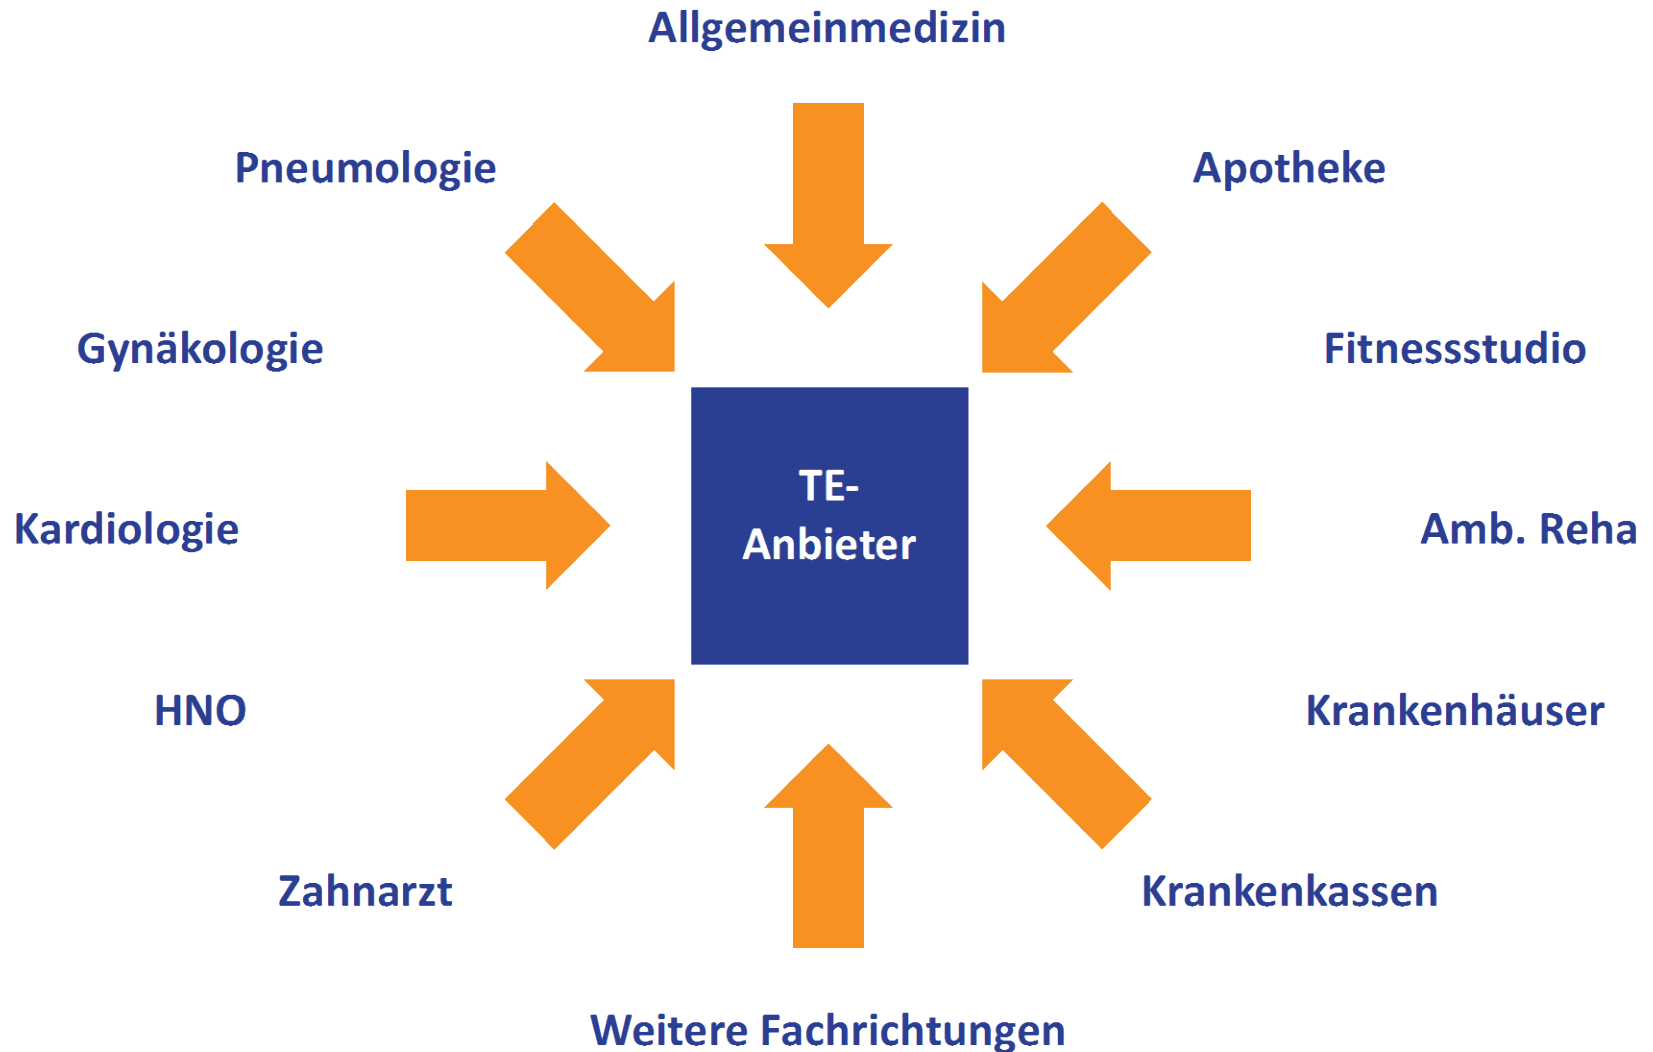 Allgemeinmedizin
Pneumologie
Apotheke
Gynäkologie
Fitnessstudio
TE-
Anbieter
Kardiologie
Amb. Reha
HNO
Krankenhäuser
Zahnarzt
Krankenkassen
Weitere Fachrichtungen